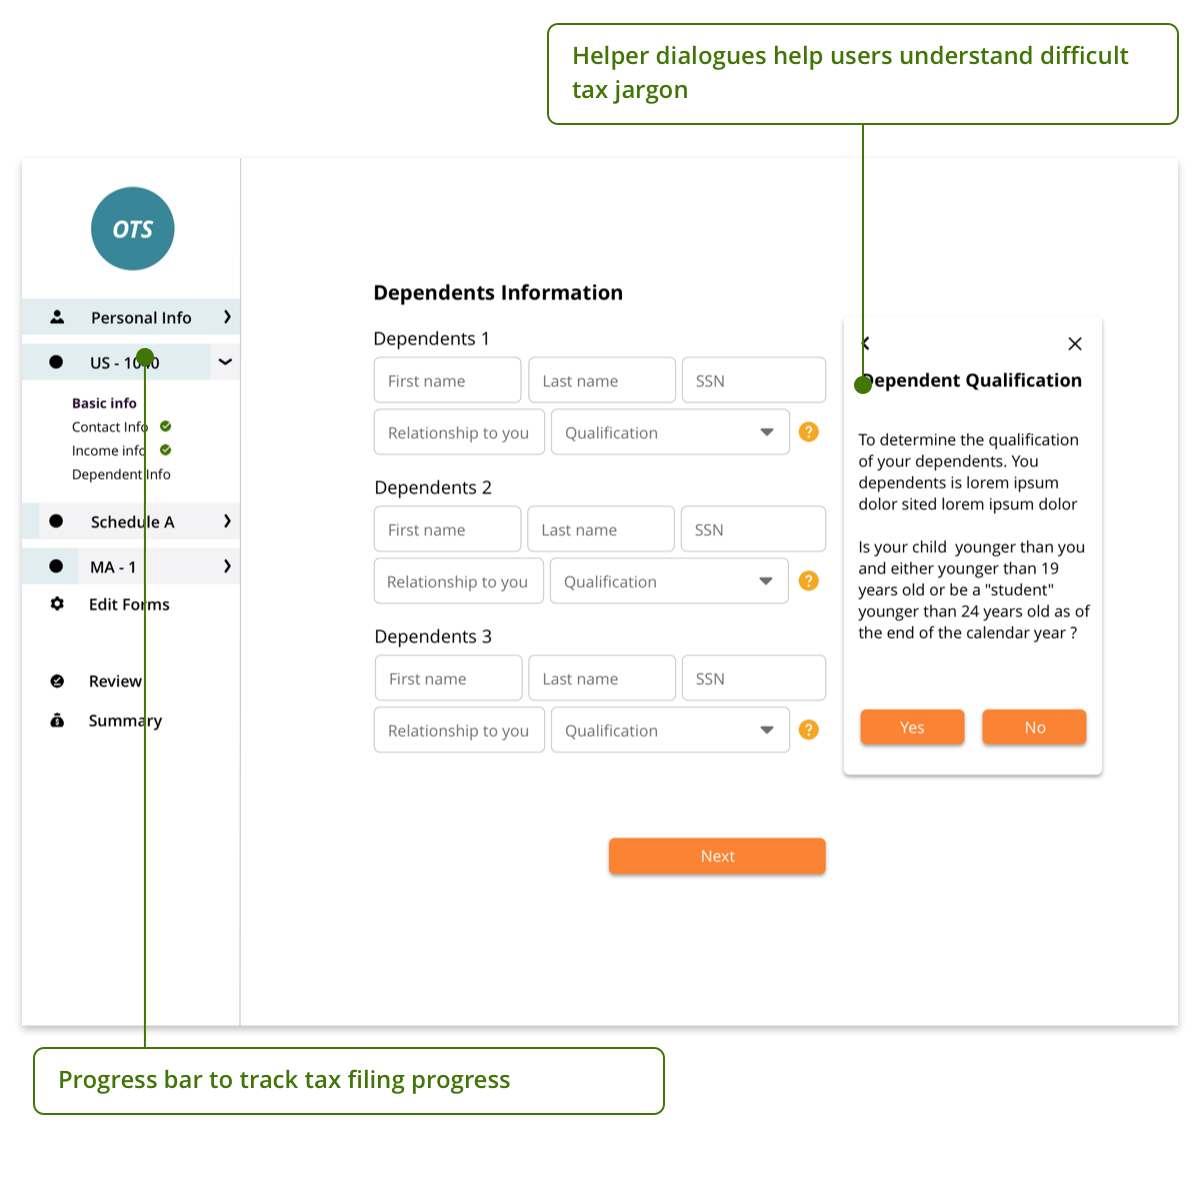 Helper dialogues help users understand difficult
tax jargon
OTS
Personal Info
US - 1040
Basic info
Contact Info
Income info
Dependent Info
Schedule A
MA - 1
Edit Forms
Review
Summary
Dependents Information
Dependents 1
First name
Last name
SSN
Relationship to you
Qualification
?
Dependents 2
First name
Last name
SSN
Relationship to you
Qualification
?
Dependents 3
First name
Last name
SSN
Relationship to you
Qualification
?
Next
Dependent Qualification
To determine the qualification
of your dependents. You
dependents is lorem ipsum
dolor sited lorem ipsum dolor
Is your child younger than you
and either younger than 19
years old or be a "student"
younger than 24 years old as of
the end of the calendar year ?
Yes
No
Progress bar to track tax filing progress